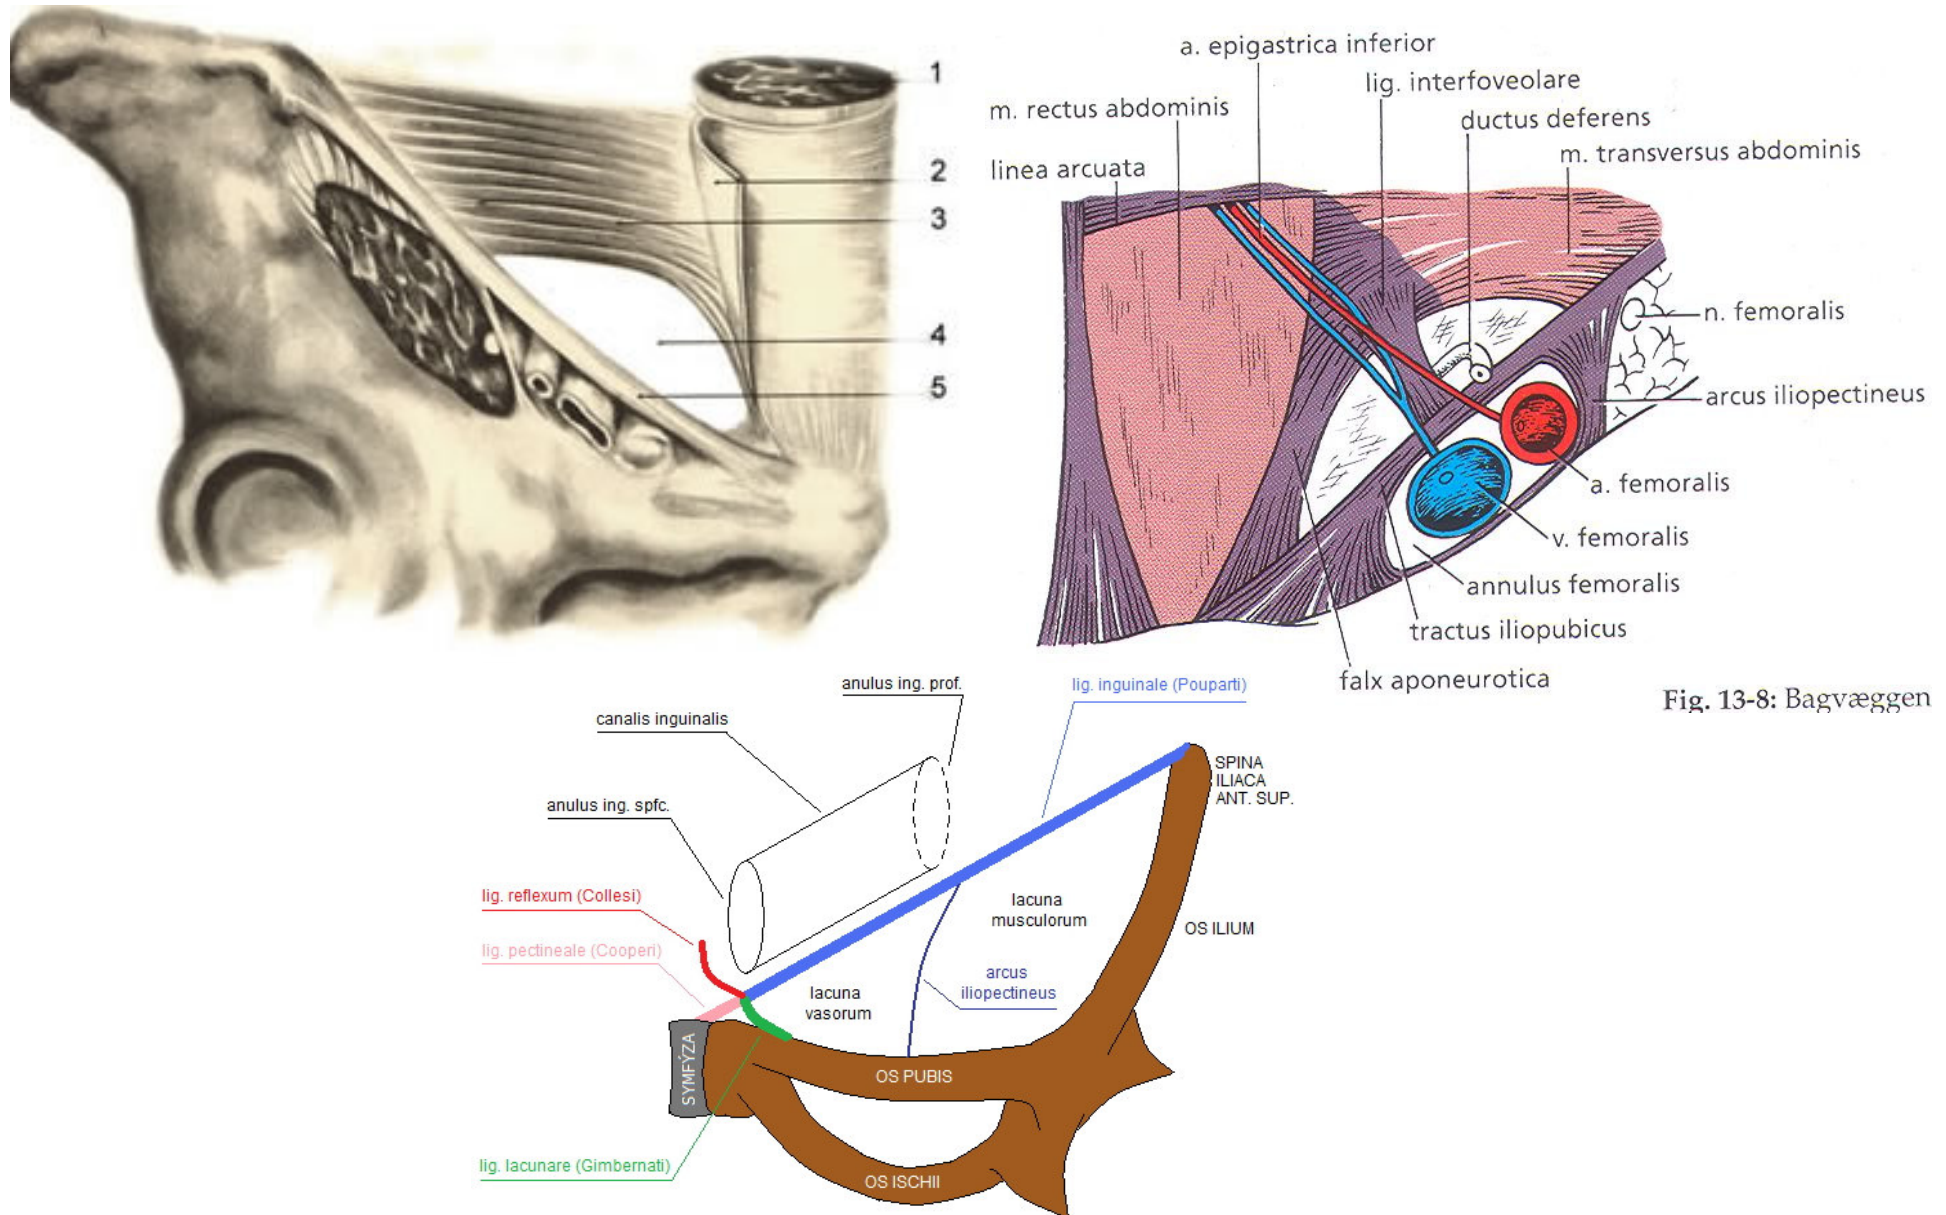 1
2
3
4
5
a. epigastrica inferior
lig. interfoveolare
m. rectus abdominis
ductus deferens
m. transversus abdominis
linea arcuata
n. femoralis
arcus iliopectineus
a. femoralis
v. femoralis
annulus femoralis
tractus iliopubicus
falx aponeurotica
Fig. 13-8: Bagvæggen
anulus ing. prof.
lig. inguinale (Pouparti)
canalis inguinalis
SPINA
ILIACA
ANT. SUP.
anulus ing. spfc.
lig. reflexum (Collesi)
lacuna
musculorum
OS ILIUM
lig. pectineale (Cooperi)
arcus
iliopectineus
lacuna
vasorum
SYMFÝZA
OS PUBIS
lig. lacunare (Gimbernati)
OS ISCHII